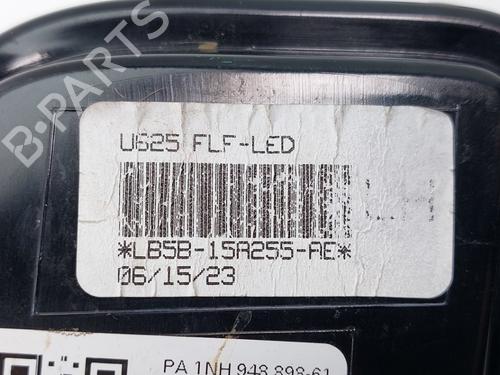 B-PARTS
U625 FLF-LED
*LB5B-15A255-AE*
06/15/23
PA 1NH 948 898-61